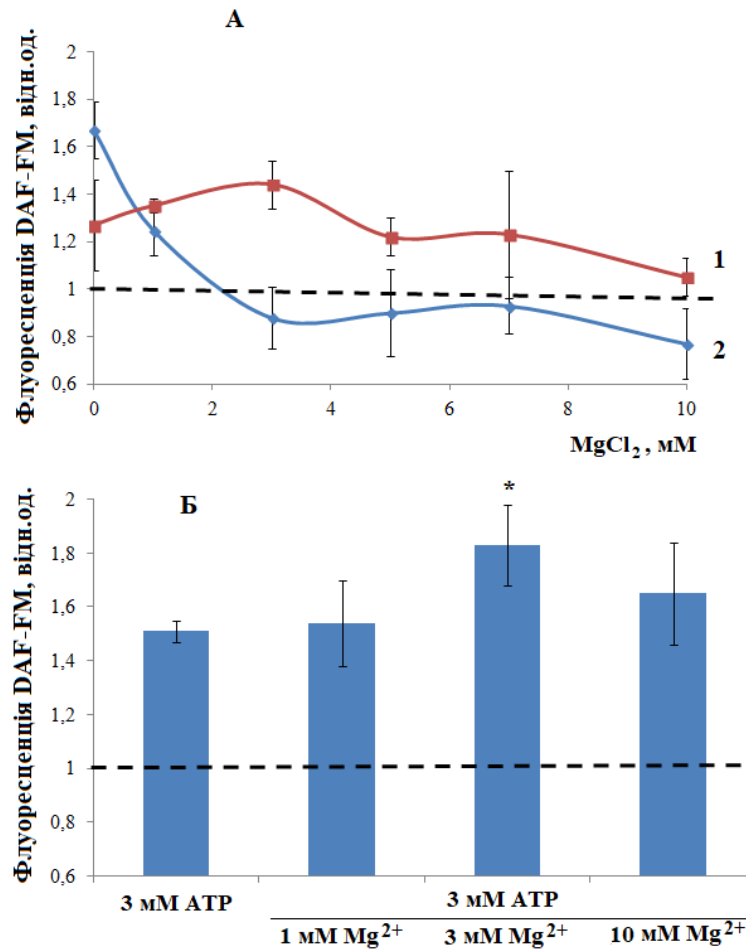 А
Флуоресценція DAF-FM, відн.од.
2
1,8
1,6
1,4
1,2
1
0,8
0,6
0
2
4
6
8
10
1
2
MgCl₂ , мМ
Б
Флуоресценція DAF-FM, відн.од.
2
1,8
1,6
1,4
1,2
1
0,8
0,6
*
3 мМ АТР
3 мМ АТР
1 мМ Mg²⁺
3 мМ Mg²⁺
10 мМ Mg²⁺